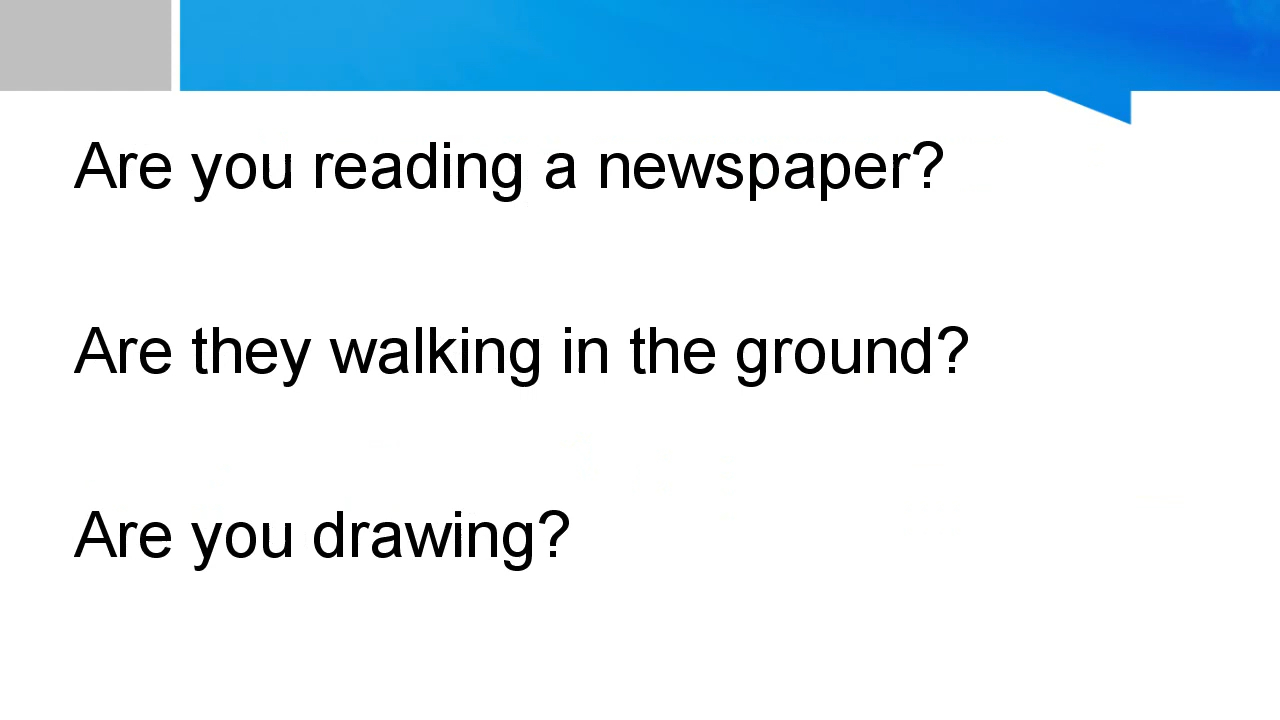 Are you reading a newspaper?
Are they walking in the ground?
Are you drawing?